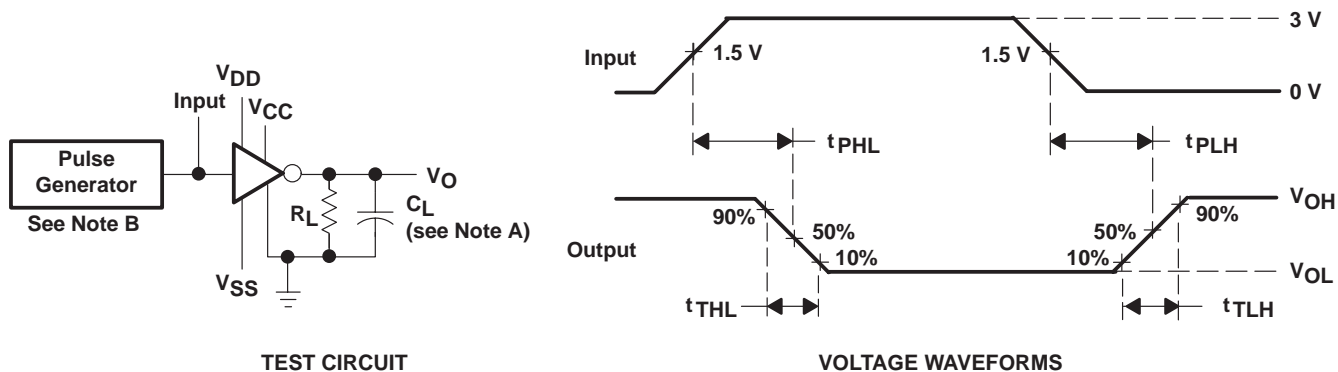 Input
VDD
VCC
Pulse
Generator
See Note B
VSS
RL
CL
(see Note A)
VO
TEST CIRCUIT
Input
1.5 V
1.5 V
3 V
0 V
tPHL
tPLH
Output
90%
50%
10%
10%
50%
90%
VOH
VOL
tTHL
tTLH
VOLTAGE WAVEFORMS